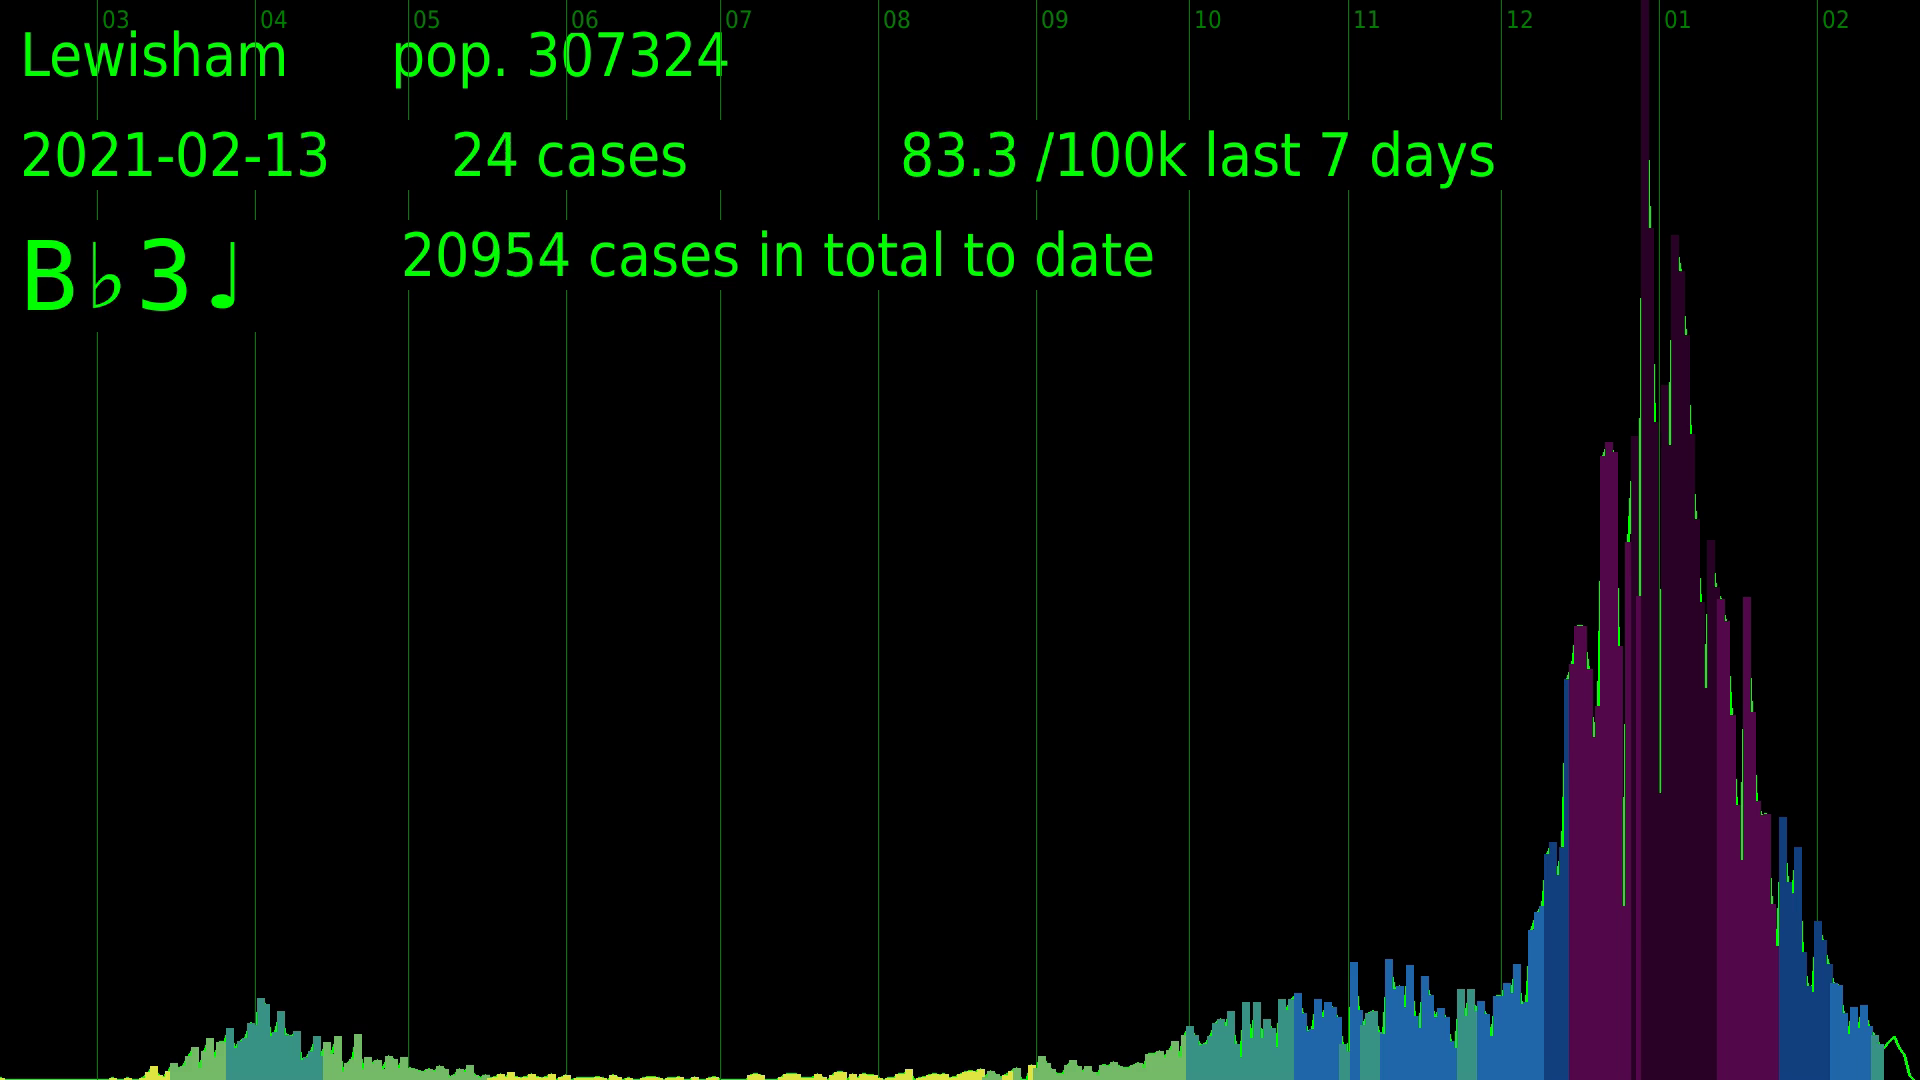 03 04 05 06 07 08 09 10 11 12 01 02
Lewisham pop. 307324
2021-02-13 24 cases 83.3 /100k last 7 days
B♭3♩ 20954 cases in total to date